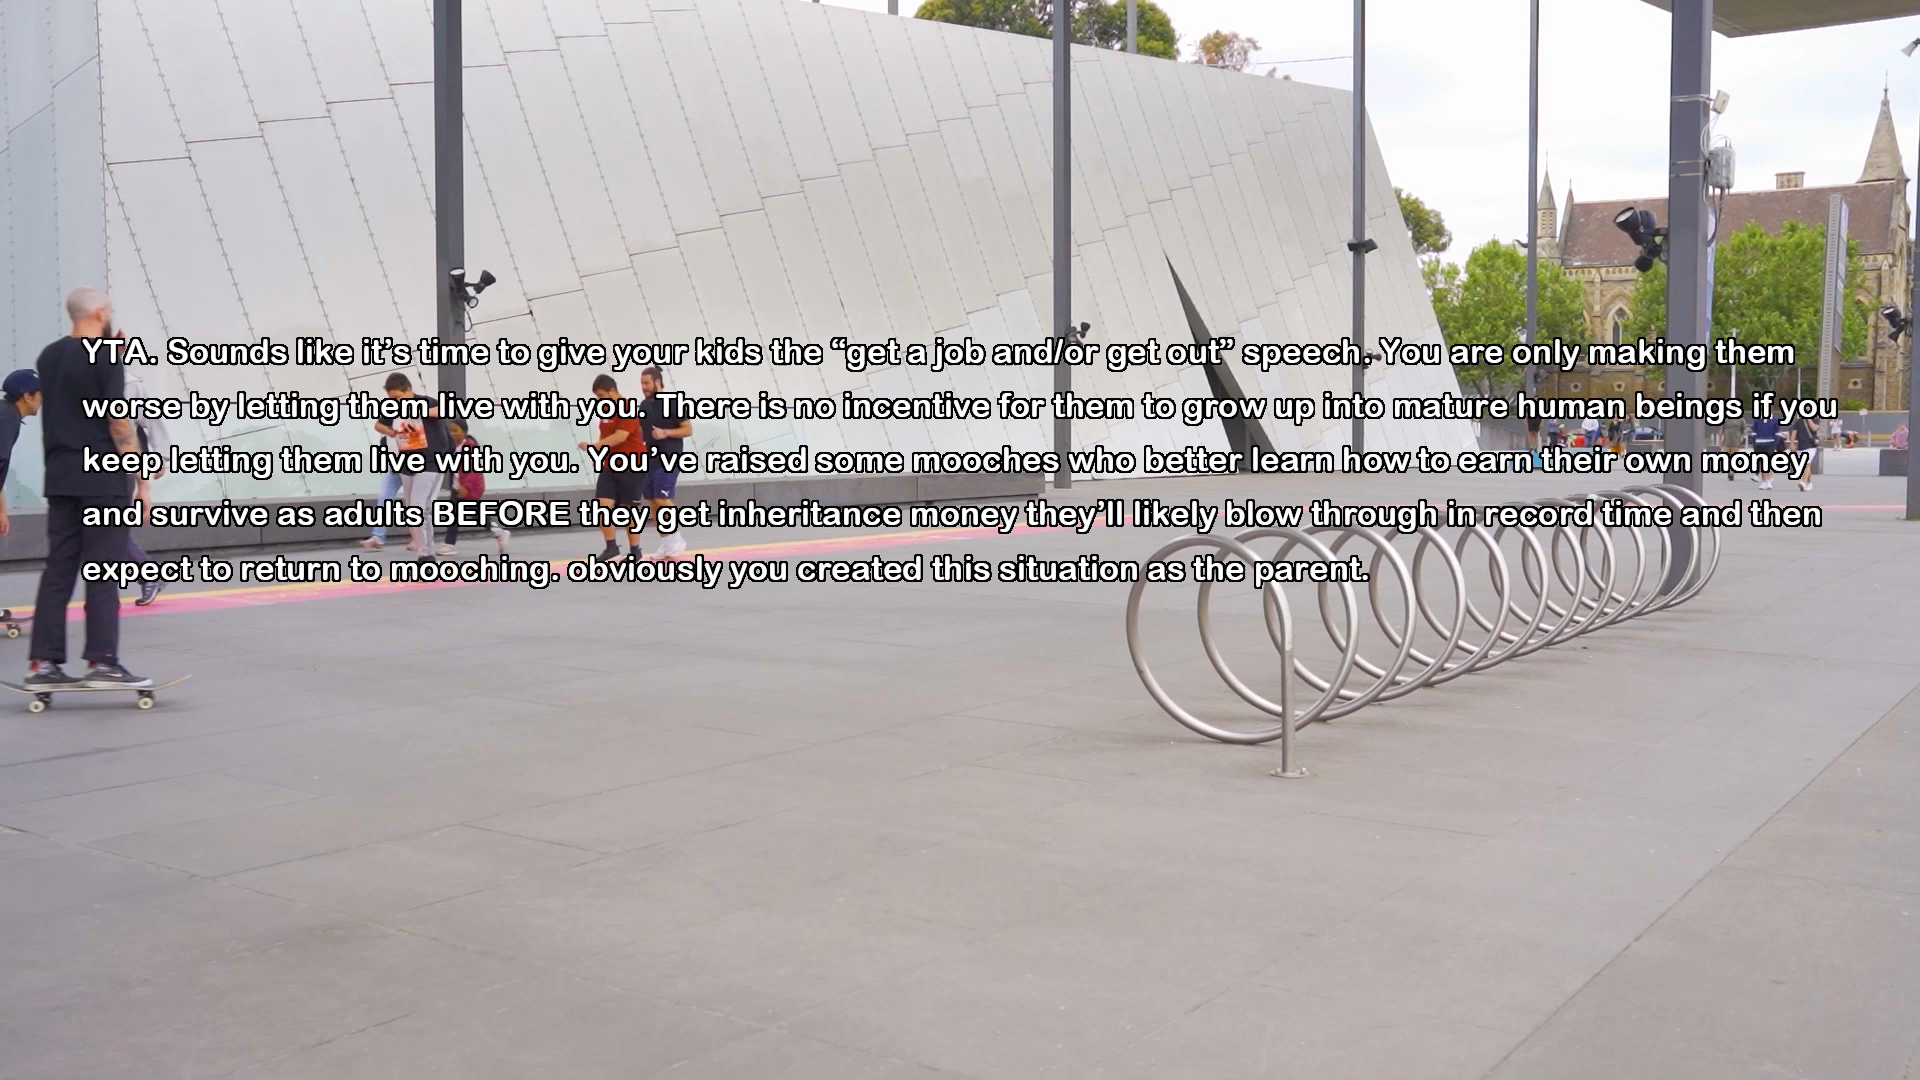 YTA. Sounds like it’s time to give your kids the “get a job and/or get out” speech. You are only making them
worse by letting them live with you. There is no incentive for them to grow up into mature human beings if you
keep letting them live with you. You’ve raised some mooches who better learn how to earn their own money
and survive as adults BEFORE they get inheritance money they’ll likely blow through in record time and then
expect to return to mooching. obviously you created this situation as the parent.